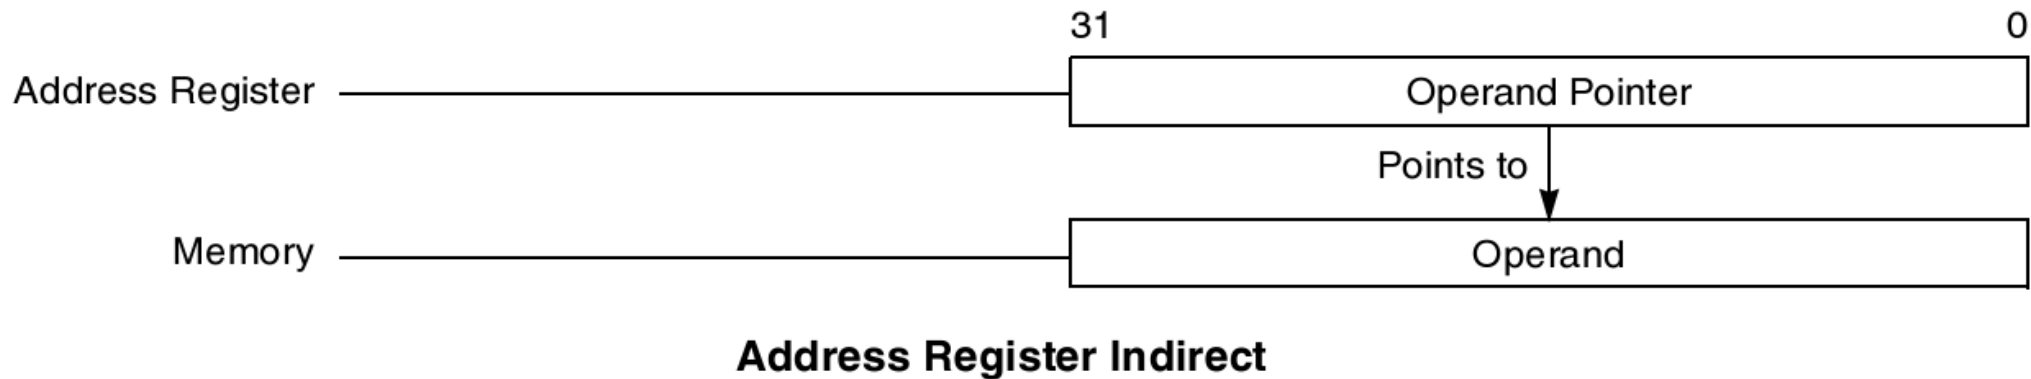 31 0
Address Register Operand Pointer
Points to
Memory Operand
Address Register Indirect